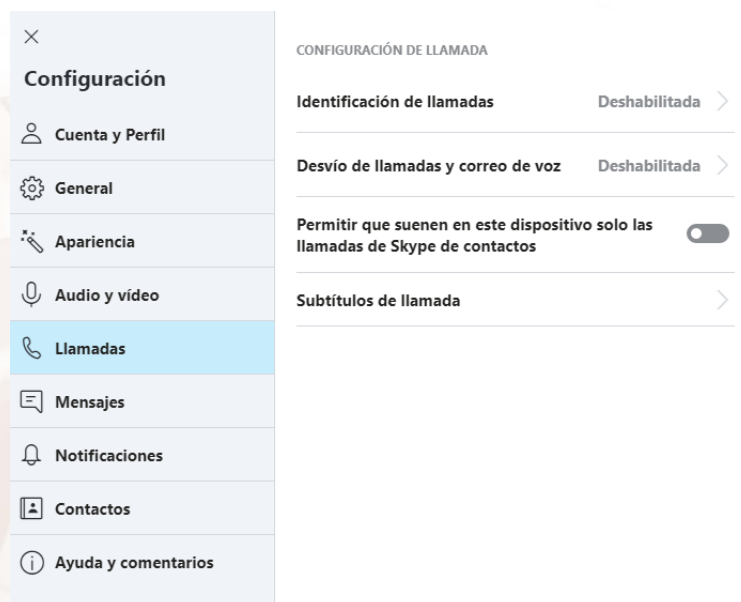 Configuración
Cuenta y Perfil
General
Apariencia
Audio y vídeo
Llamadas
Mensajes
Notificaciones
Contactos
Ayuda y comentarios
CONFIGURACIÓN DE LLAMADA
Identificación de llamadas Deshabilitada
Desvío de llamadas y correo de voz Deshabilitada
Permitir que suenen en este dispositivo solo las
llamadas de Skype de contactos
Subtítulos de llamada